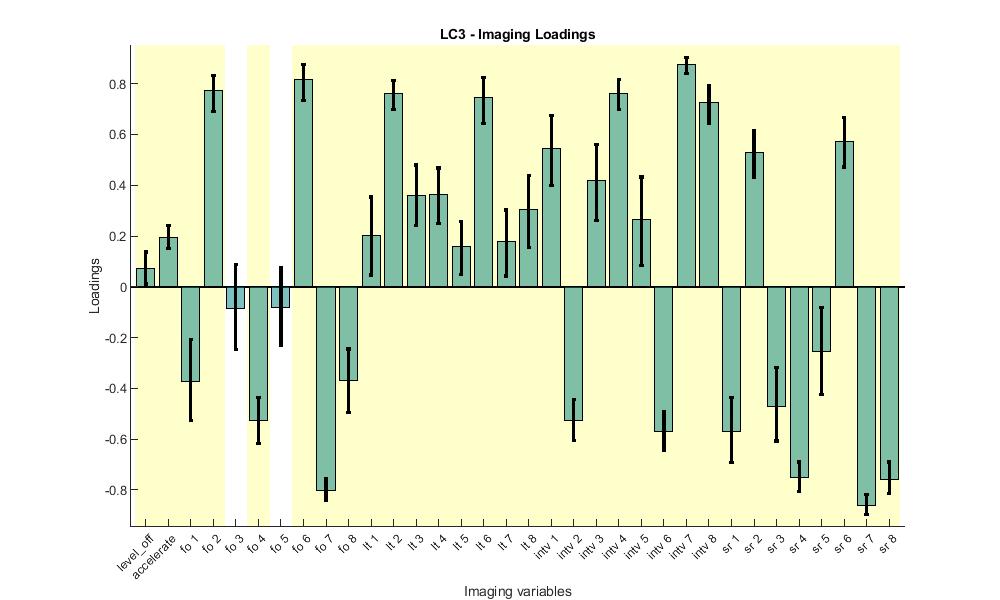 LC3 - Imaging Loadings
Loadings
0.8
0.6
0.4
0.2
0
-0.2
-0.4
-0.6
-0.8
level_off
accelerate
fo 1
fo 2
fo 3
fo 4
fo 5
fo 6
fo 7
fo 8
lt 1
lt 2
lt 3
lt 4
lt 5
lt 6
lt 7
lt 8
intv 1
intv 2
intv 3
intv 4
intv 5
intv 6
intv 7
intv 8
sr 1
sr 2
sr 3
sr 4
sr 5
sr 6
sr 7
sr 8
Imaging variables